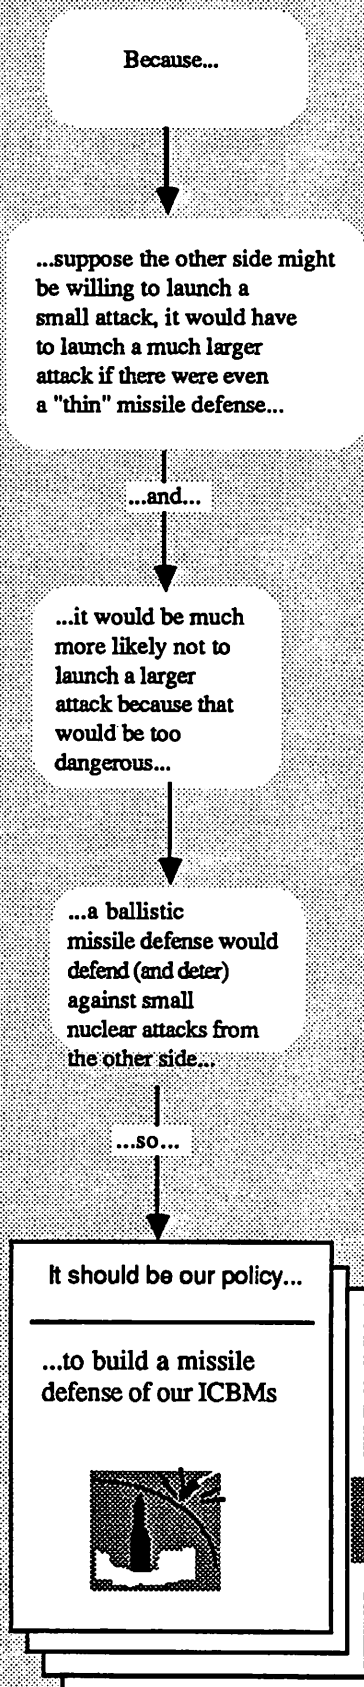 Because...
...suppose the other side might
be willing to launch a
small attack, it would have
to launch a much larger
attack if there were even
a "thin" missile defense...
...and...
...it would be much
more likely not to
launch a larger
attack because that
would be too
dangerous...
...a ballistic
missile defense would
defend (and deter)
against small
nuclear attacks from
the other side...
...so...
It should be our policy...
...to build a missile
defense of our ICBMs